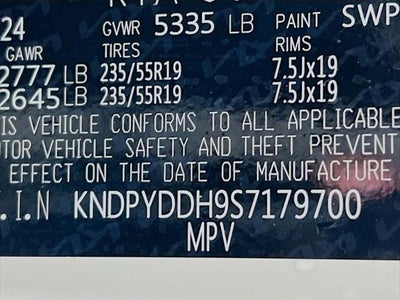 24 GVWR 5335 LB PAINT SWP
GAWR TIRES RIMS
2777 LB 235/55R19 7.5Jx19
2645 LB 235/55R19 7.5Jx19
IS VEHICLE CONFORMS TO ALL APPLICABLE
OTOR VEHICLE SAFETY AND THEFT PREVENT
EFFECT ON THE DATE OF MANUFACTURE
.I.N KNDPYDDH9S7179700
MPV